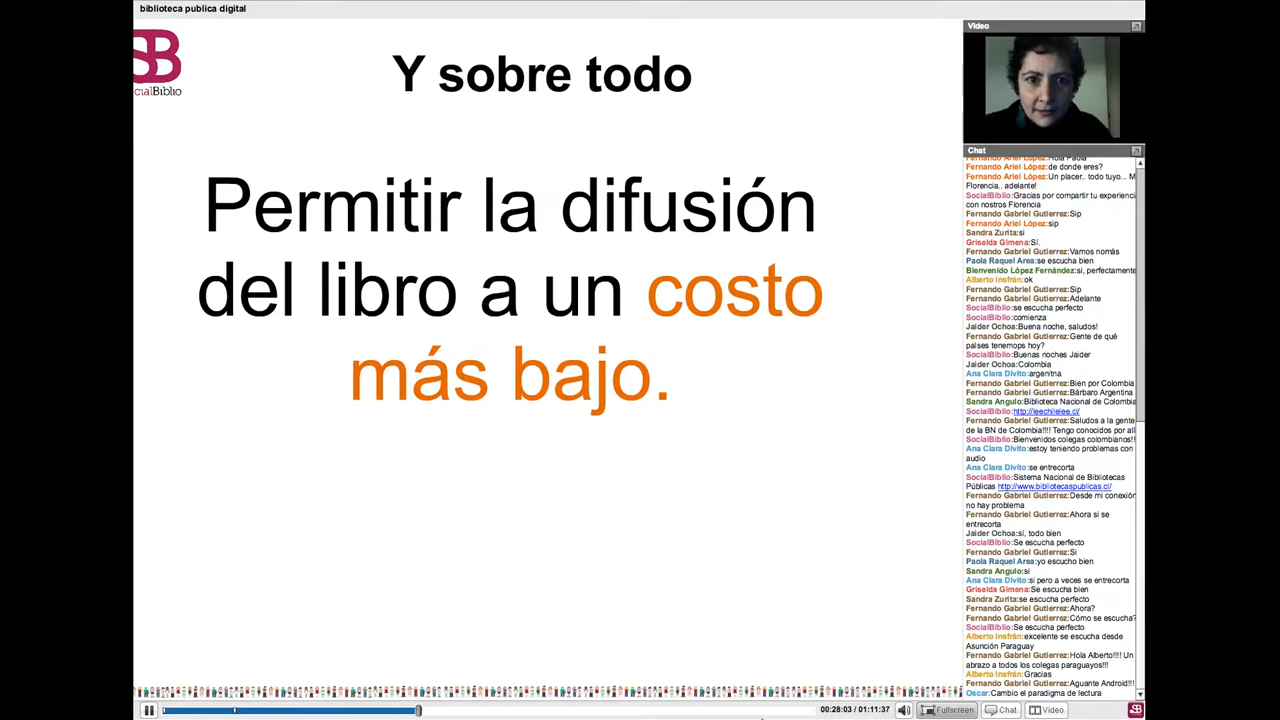 biblioteca publica digital
SB
cialBiblio
Y sobre todo
Permitir la difusión
del libro a un costo
más bajo.
Video
Chat
Fernando Ariel López:Hola Paola
Fernando Ariel López:de donde eres?
Fernando Ariel López:Un placer.. todo tuyo... M
Florencia.. adelante!
SocialBiblio:Gracias por compartir tu experienci
con nostros Florencia
Fernando Gabriel Gutierrez:Sip
Fernando Ariel López:sip
Sandra Zurita:si
Griselda Gimena:Sí.
Fernando Gabriel Gutierrez:Vamos nomàs
Paola Raquel Area:se escucha bien
Bienvenido López Fernández:si, perfectamente
Alberto Insfrán:ok
Fernando Gabriel Gutierrez:Sip
Fernando Gabriel Gutierrez:Adelante
SocialBiblio:se escucha perfecto
SocialBiblio:comienza
Jaider Ochoa:Buena noche, saludos!
Fernando Gabriel Gutierrez:Gente de qué
países tenemops hoy?
SocialBiblio:Buenas noches Jaider
Jaider Ochoa:Colombia
Ana Clara Divito:argenitna
Fernando Gabriel Gutierrez:Bien por Colombia
Fernando Gabriel Gutierrez:Bárbaro Argentina
Sandra Angulo:Biblioteca Nacional de Colombia
SocialBiblio:http://leechilelee.cl/
Fernando Gabriel Gutierrez:Saludos a la gente
de la BN de Colombia!!!! Tengo conocidos por all
SocialBiblio:Bienvenidos colegas colombianos!!
Ana Clara Divito:estoy teniendo problemas con
audio
Ana Clara Divito:se entrecorta
SocialBiblio:Sistema Nacional de Bibliotecas
Públicas http://www.bibliotecaspublicas.cl/
Fernando Gabriel Gutierrez:Desde mi conexión
no hay problema
Fernando Gabriel Gutierrez:Ahora si se
entrecorta
Jaider Ochoa:sí, todo bien
SocialBiblio:Se escucha perfecto
Fernando Gabriel Gutierrez:Si
Paola Raquel Area:yo escucho bien
Sandra Angulo:si
Ana Clara Divito:si pero a veces se entrecorta
Griselda Gimena:Se escucha bien
Sandra Zurita:se escucha perfecto
Fernando Gabriel Gutierrez:Ahora?
Fernando Gabriel Gutierrez:Cómo se escucha?
SocialBiblio:Se escucha perfecto
Alberto Insfrán:excelente se escucha desde
Asunción Paraguay
Fernando Gabriel Gutierrez:Hola Alberto!!!! Un
abrazo a todos los colegas paraguayos!!!
Alberto Insfrán:Gracias
Fernando Gabriel Gutierrez:Aguante Android!!!
Oscar:Cambio el paradigma de lectura
00:28:03 / 01:11:37
Fullscreen
Chat
Video
SB